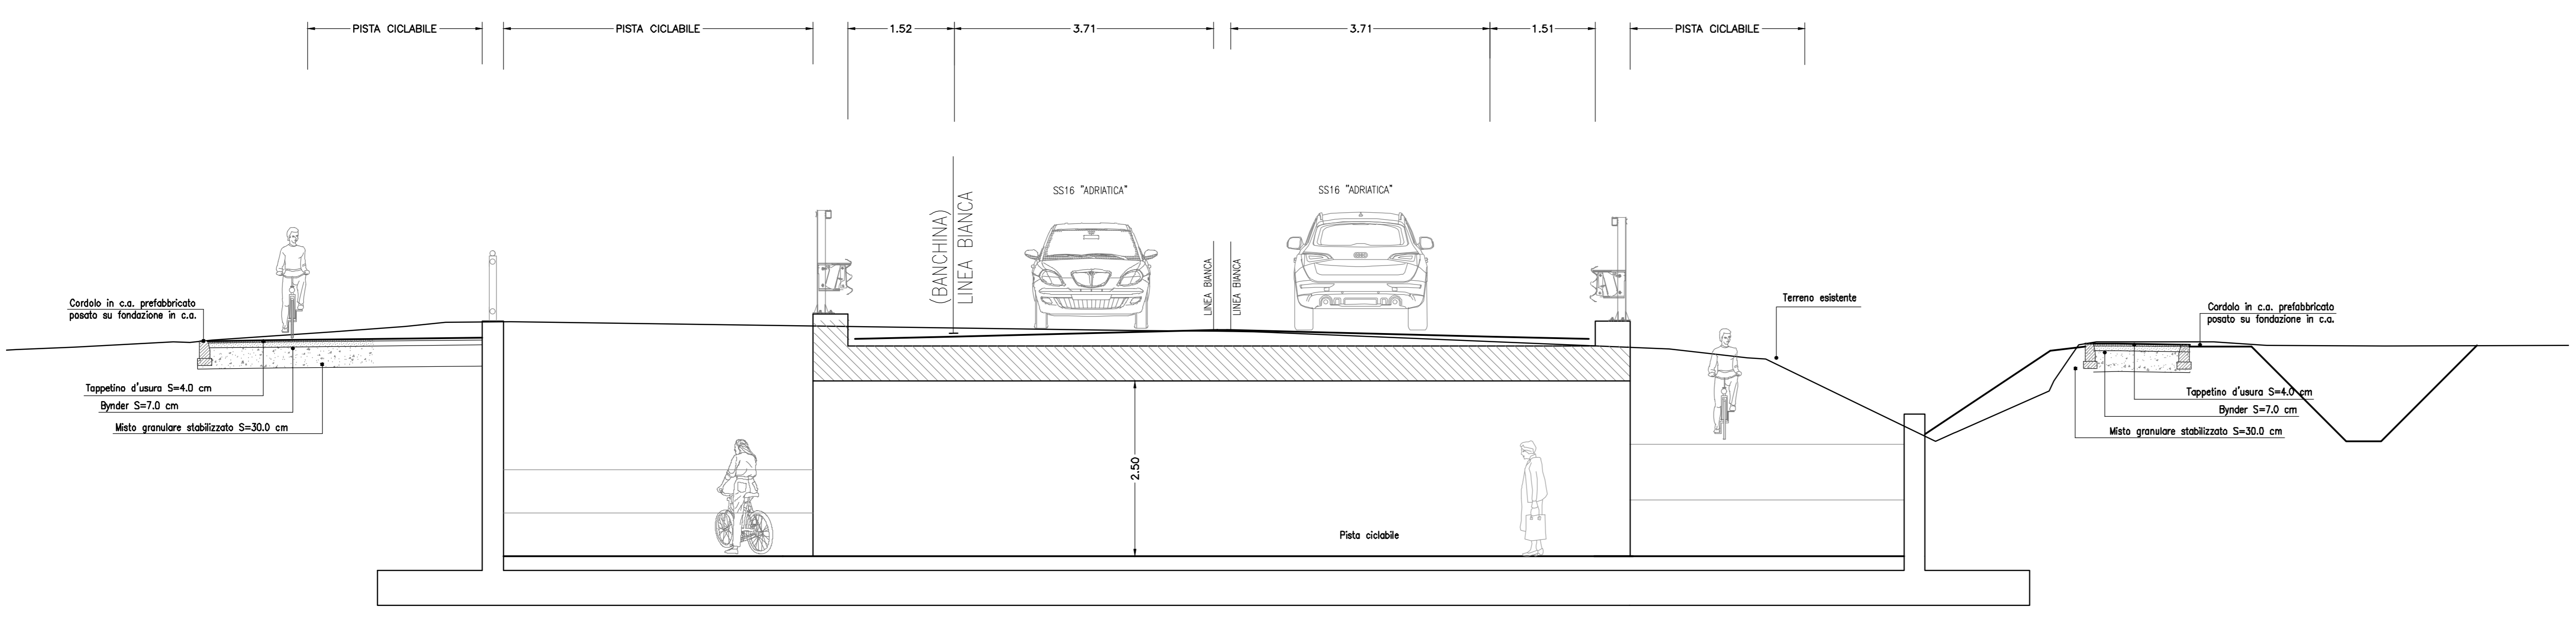 PISTA CICLABILE
PISTA CICLABILE
1.52
3.71
3.71
1.51
PISTA CICLABILE
SS16 "ADRIATICA"
SS16 "ADRIATICA"
(BANCHINA)
LINEA BIANCA
LINEA BIANCA
LINEA BIANCA
Cordolo in c.a. prefabbricato
posato su fondazione in c.a.
Terreno esistente
Cordolo in c.a. prefabbricato
posato su fondazione in c.a.
Tappetino d'usura S=4.0 cm
Bynder S=7.0 cm
Misto granulare stabilizzato S=30.0 cm
Tappetino d'usura S=4.0 cm
Bynder S=7.0 cm
Misto granulare stabilizzato S=30.0 cm
2.50
Pista ciclabile